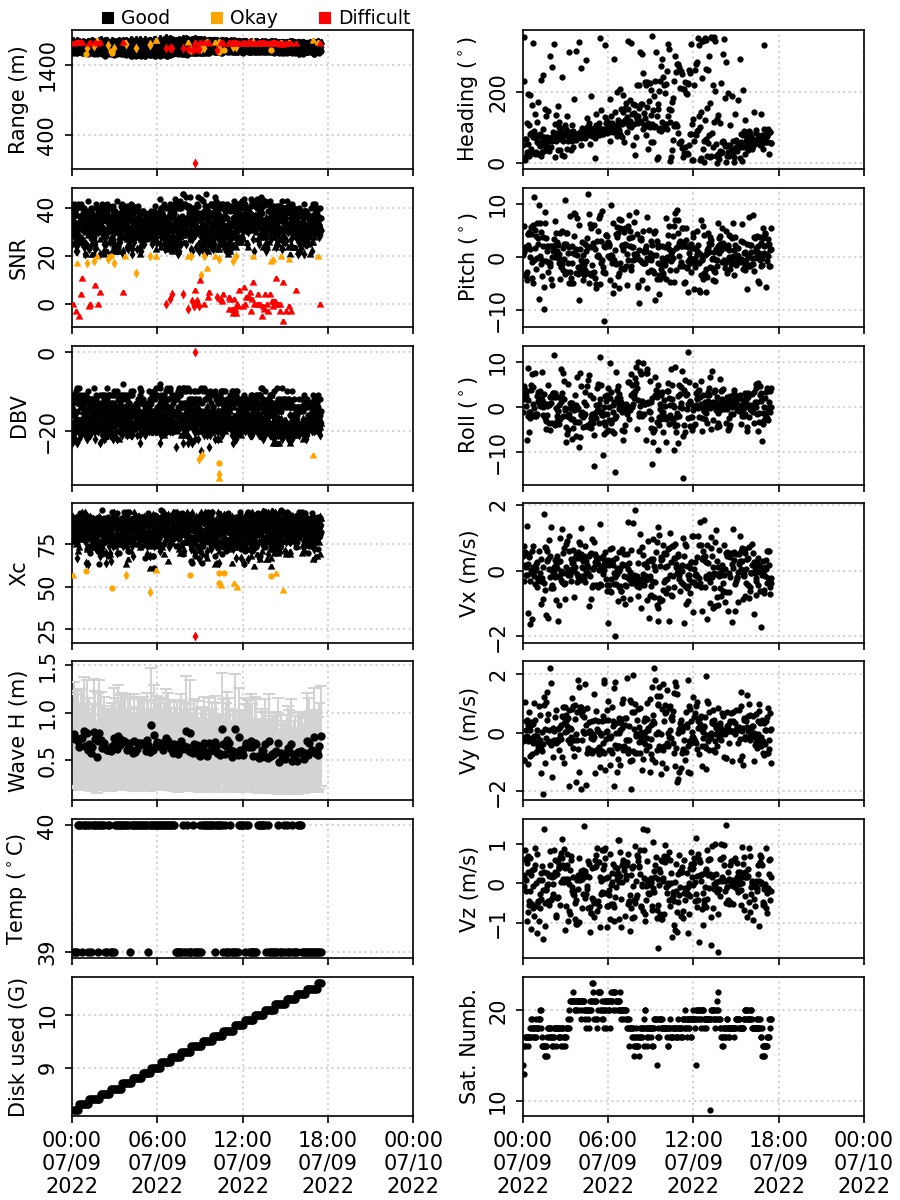 Good Okay Difficult
Range (m)
1400
400
Heading (°)
200
0
SNR
40
20
0
Pitch (°)
10
0
−10
DBV
0
−20
Roll (°)
10
0
−10
Xc
75
50
25
Vx (m/s)
2
0
−2
Wave H (m)
1.5
1.0
0.5
Vy (m/s)
2
0
−2
Temp (°C)
40
39
Vz (m/s)
1
0
−1
Disk used (G)
10
9
Sat. Numb.
20
10
00:00 06:00 12:00 18:00 00:00
07/09 07/09 07/09 07/09 07/10
2022 2022 2022 2022 2022
00:00 06:00 12:00 18:00 00:00
07/09 07/09 07/09 07/09 07/10
2022 2022 2022 2022 2022